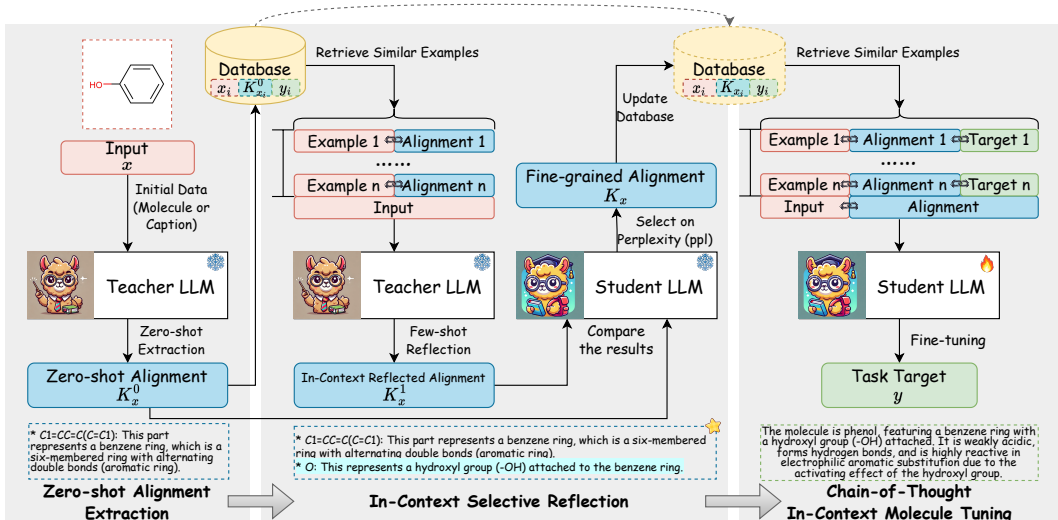 HO
Input
x
Initial Data
(Molecule or
Caption)
Teacher LLM
Zero-shot
Extraction
Zero-shot Alignment
K_x^0
* C1=CC=C(C=C1): This part
represents a benzene ring, which is a
six-membered ring with alternating
double bonds (aromatic ring).
Zero-shot Alignment
Extraction
Database
x_i K_{x_i}^0 y_i
Retrieve Similar Examples
Example 1 Alignment 1
......
Example n Alignment n
Input
Teacher LLM
Few-shot
Reflection
In-Context Reflected Alignment
K_x^1
Update
Database
Fine-grained Alignment
K_x
Select on
Perplexity (ppl)
Student LLM
Compare
the results
* C1=CC=C(C=C1): This part represents a benzene ring, which is a six-membered
ring with alternating double bonds (aromatic ring).
* O: This represents a hydroxyl group (-OH) attached to the benzene ring.
In-Context Selective Reflection
Database
x_i K_{x_i} y_i
Retrieve Similar Examples
Example 1 Alignment 1 Target 1
......
Example n Alignment n Target n
Input Alignment
Student LLM
Fine-tuning
Task Target
y
The molecule is phenol, featuring a benzene ring with
a hydroxyl group (-OH) attached. It is weakly acidic,
forms hydrogen bonds, and is highly reactive in
electrophilic aromatic substitution due to the
activating effect of the hydroxyl group.
Chain-of-Thought
In-Context Molecule Tuning